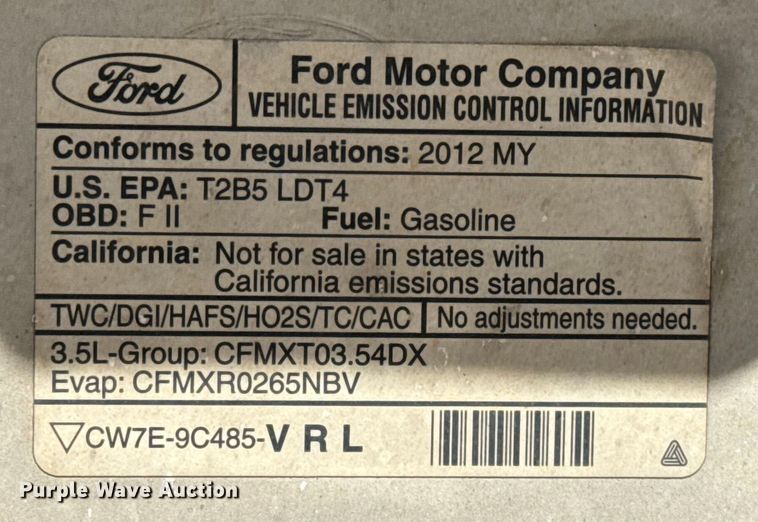 Ford
Ford Motor Company
VEHICLE EMISSION CONTROL INFORMATION
Conforms to regulations: 2012 MY
U.S. EPA: T2B5 LDT4
OBD: F II Fuel: Gasoline
California: Not for sale in states with
California emissions standards.
TWC/DGI/HAFS/HO2S/TC/CAC No adjustments needed.
3.5L-Group: CFMXT03.54DX
Evap: CFMXR0265NBV
CW7E-9C485-V R L
Purple Wave Auction